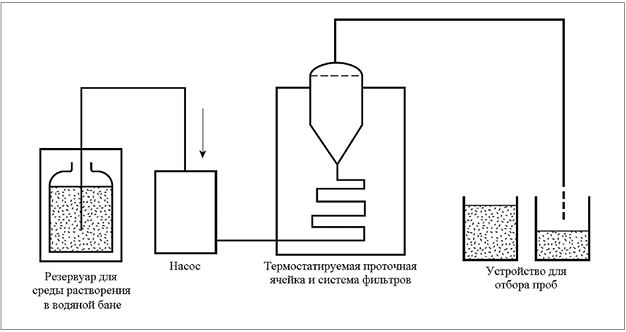 Резервуар для
среды растворения
в водяной бане
Насос
Термостатируемая проточная
ячейка и система фильтров
Устройство для
отбора проб